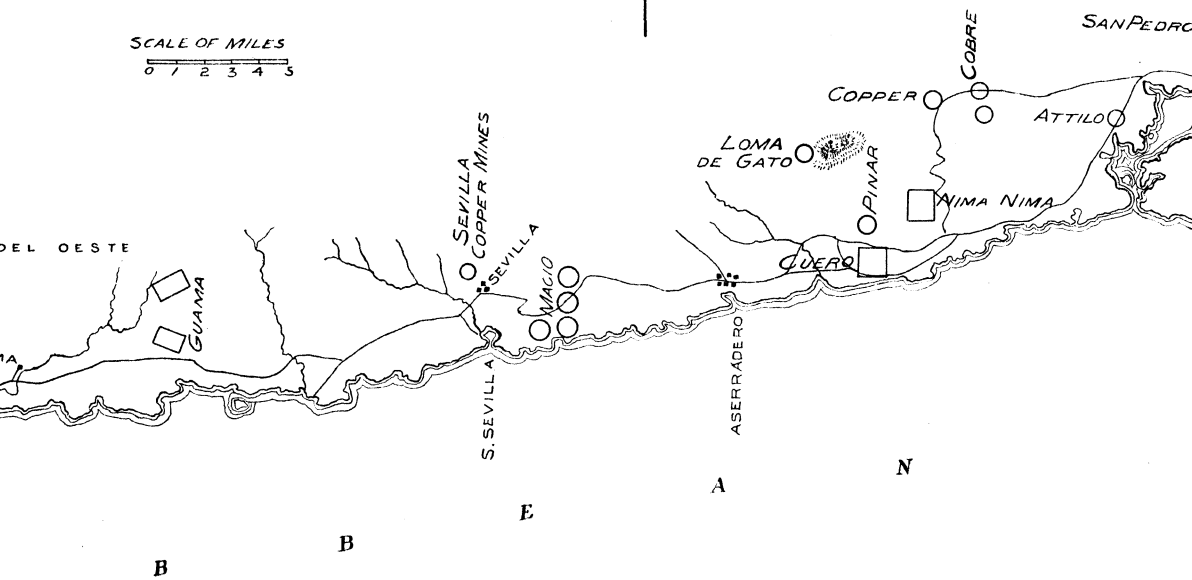 SCALE OF MILES
0 1 2 3 4 5
SAN PEDRO
COBRE
COPPER
ATTILO
LOMA
DE GATO
PINAR
NIMA NIMA
CUERO
SEVILLA
COPPER MINES
SEVILLA
MACIO
DEL OESTE
GUAMA
MA
S. SEVILLA
ASERRADERO
B B E A N